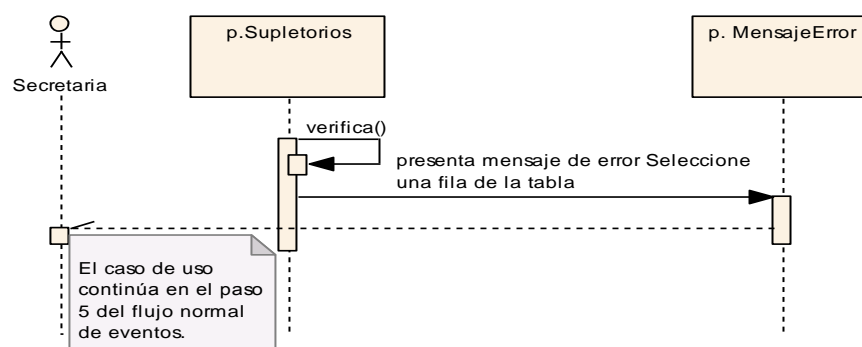 p.Supletorios
p. MensajeError
Secretaria
verifica()
presenta mensaje de error Seleccione
una fila de la tabla
El caso de uso
continúa en el paso
5 del flujo normal
de eventos.